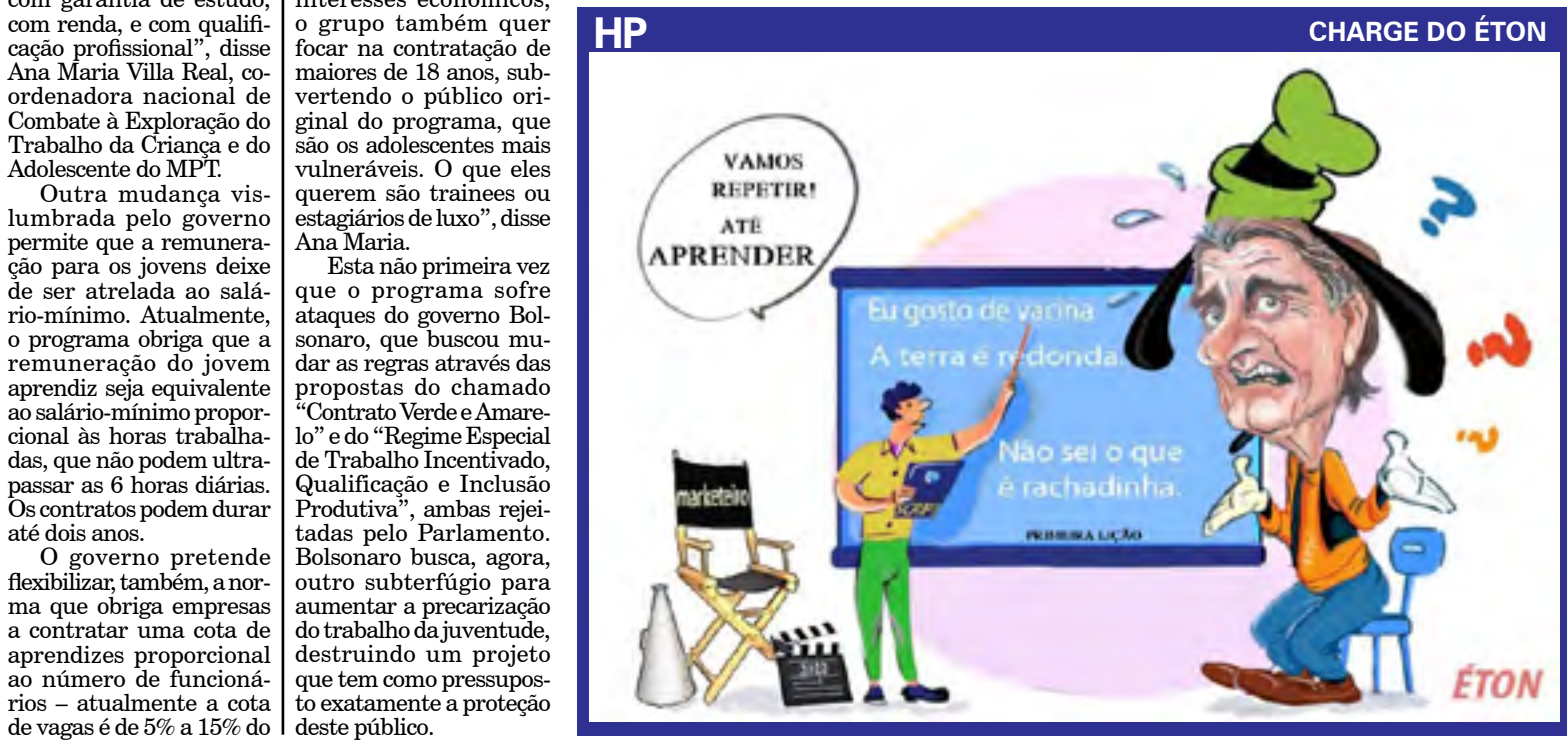 com garantia de estudo,
com renda, e com qualifi-
cação profissional”, disse
Ana Maria Villa Real, co-
ordenadora nacional de
Combate à Exploração do
Trabalho da Criança e do
Adolescente do MPT.
Outra mudança vis-
lumbrada pelo governo
permite que a remunera-
ção para os jovens deixe
de ser atrelada ao salá-
rio-mínimo. Atualmente,
o programa obriga que a
remuneração do jovem
aprendiz seja equivalente
ao salário-mínimo propor-
cional às horas trabalha-
das, que não podem ultra-
passar as 6 horas diárias.
Os contratos podem durar
até dois anos.
O governo pretende
flexibilizar, também, a nor-
ma que obriga empresas
a contratar uma cota de
aprendizes proporcional
ao número de funcioná-
rios – atualmente a cota
de vagas é de 5% a 15% do
interesses econômicos,
o grupo também quer
focar na contratação de
maiores de 18 anos, sub-
vertendo o público ori-
ginal do programa, que
são os adolescentes mais
vulneráveis. O que eles
querem são trainees ou
estagiários de luxo”, disse
Ana Maria.
Esta não primeira vez
que o programa sofre
ataques do governo Bol-
sonaro, que buscou mu-
dar as regras através das
propostas do chamado
“Contrato Verde e Amare-
lo” e do “Regime Especial
de Trabalho Incentivado,
Qualificação e Inclusão
Produtiva”, ambas rejei-
tadas pelo Parlamento.
Bolsonaro busca, agora,
outro subterfúgio para
aumentar a precarização
do trabalho da juventude,
destruindo um projeto
que tem como pressupos-
to exatamente a proteção
deste público.
HP
CHARGE DO ÉTON
VAMOS
REPETIR!
ATÉ
APRENDER
Eu gosto de vacina
A terra é redonda.
Não sei o que
é rachadinha.
PRIMEIRA LIÇÃO
SCRIPT
marketeiro
ÉTON